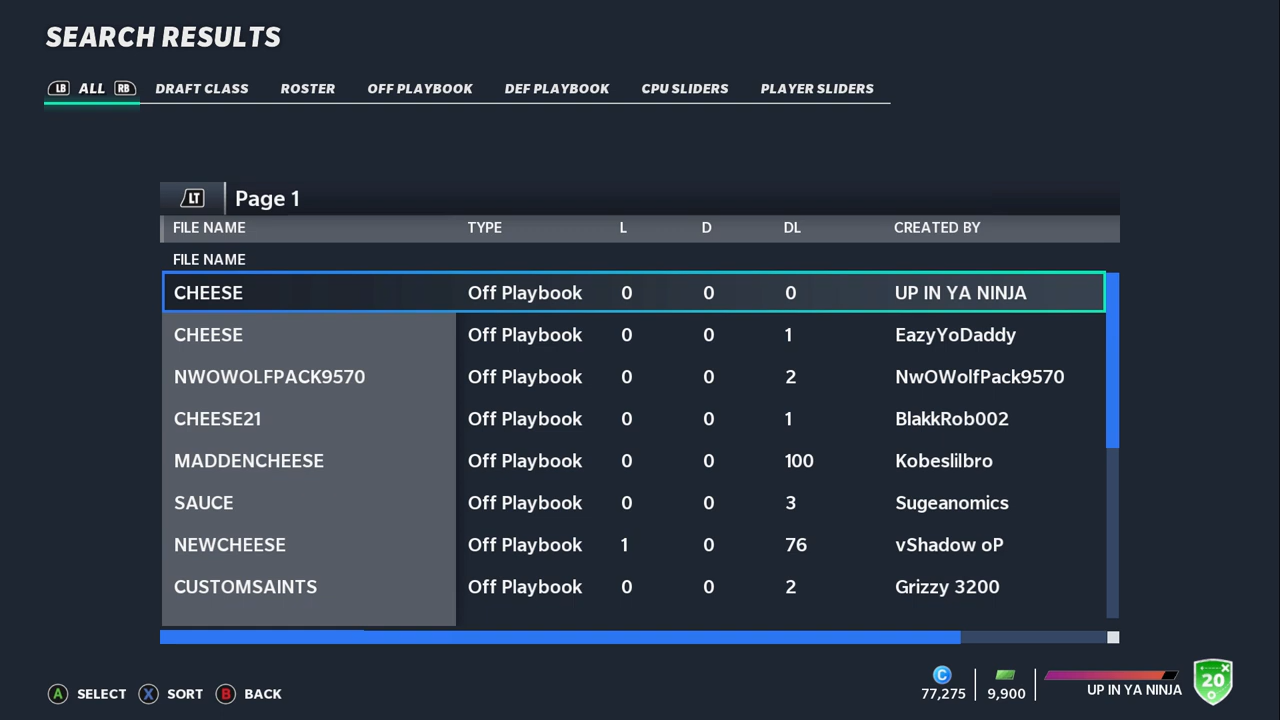 SEARCH RESULTS
LB ALL RB DRAFT CLASS ROSTER OFF PLAYBOOK DEF PLAYBOOK CPU SLIDERS PLAYER SLIDERS
LT Page 1
FILE NAME TYPE L D DL CREATED BY
FILE NAME
CHEESE Off Playbook 0 0 0 UP IN YA NINJA
CHEESE Off Playbook 0 0 1 EazyYoDaddy
NWOWOLFPACK9570 Off Playbook 0 0 2 NwOWolfPack9570
CHEESE21 Off Playbook 0 0 1 BlakkRob002
MADDENCHEESE Off Playbook 0 0 100 Kobeslilbro
SAUCE Off Playbook 0 0 3 Sugeanomics
NEWCHEESE Off Playbook 1 0 76 vShadow oP
CUSTOMSAINTS Off Playbook 0 0 2 Grizzy 3200
A SELECT X SORT B BACK
C
77,275 9,900 UP IN YA NINJA 20